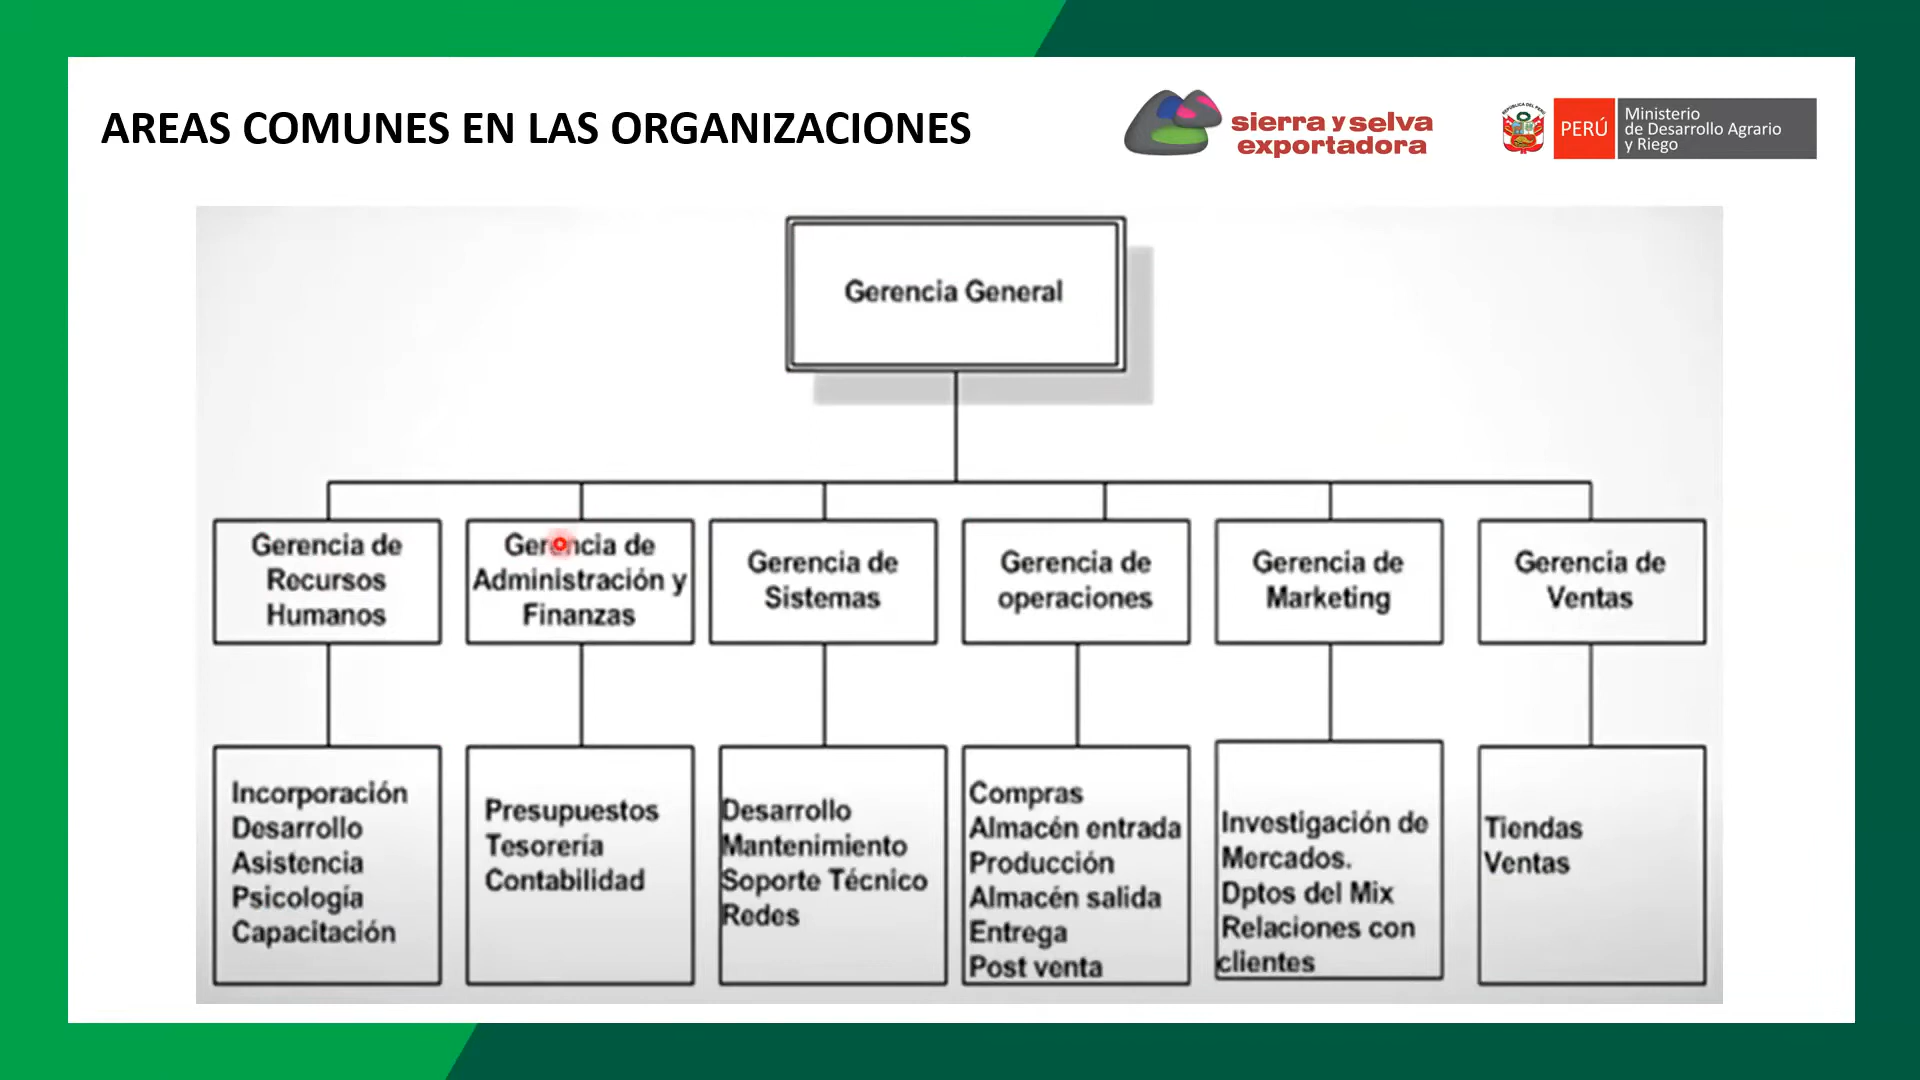 AREAS COMUNES EN LAS ORGANIZACIONES
sierra y selva
exportadora
REPÚBLICA DEL PERÚ
PERÚ
Ministerio
de Desarrollo Agrario
y Riego
Gerencia General
Gerencia de
Recursos
Humanos
Gerencia de
Administración y
Finanzas
Gerencia de
Sistemas
Gerencia de
operaciones
Gerencia de
Marketing
Gerencia de
Ventas
Incorporación
Desarrollo
Asistencia
Psicología
Capacitación
Presupuestos
Tesorería
Contabilidad
Desarrollo
Mantenimiento
Soporte Técnico
Redes
Compras
Almacén entrada
Producción
Almacén salida
Entrega
Post venta
Investigación de
Mercados.
Dptos del Mix
Relaciones con
clientes
Tiendas
Ventas